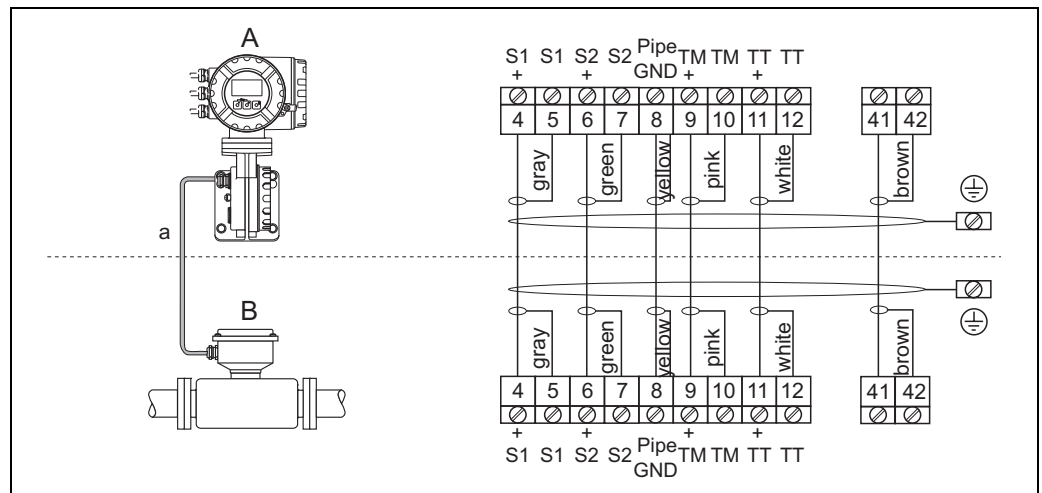 A
a
B
S1 S1 S2 S2 Pipe GND TM TM TT TT
+ + + +
4 5 6 7 8 9 10 11 12 41 42
gray green yellow pink white brown
gray green yellow pink white brown
4 5 6 7 8 9 10 11 12 41 42
+ + + +
S1 S1 S2 S2 Pipe GND TM TM TT TT